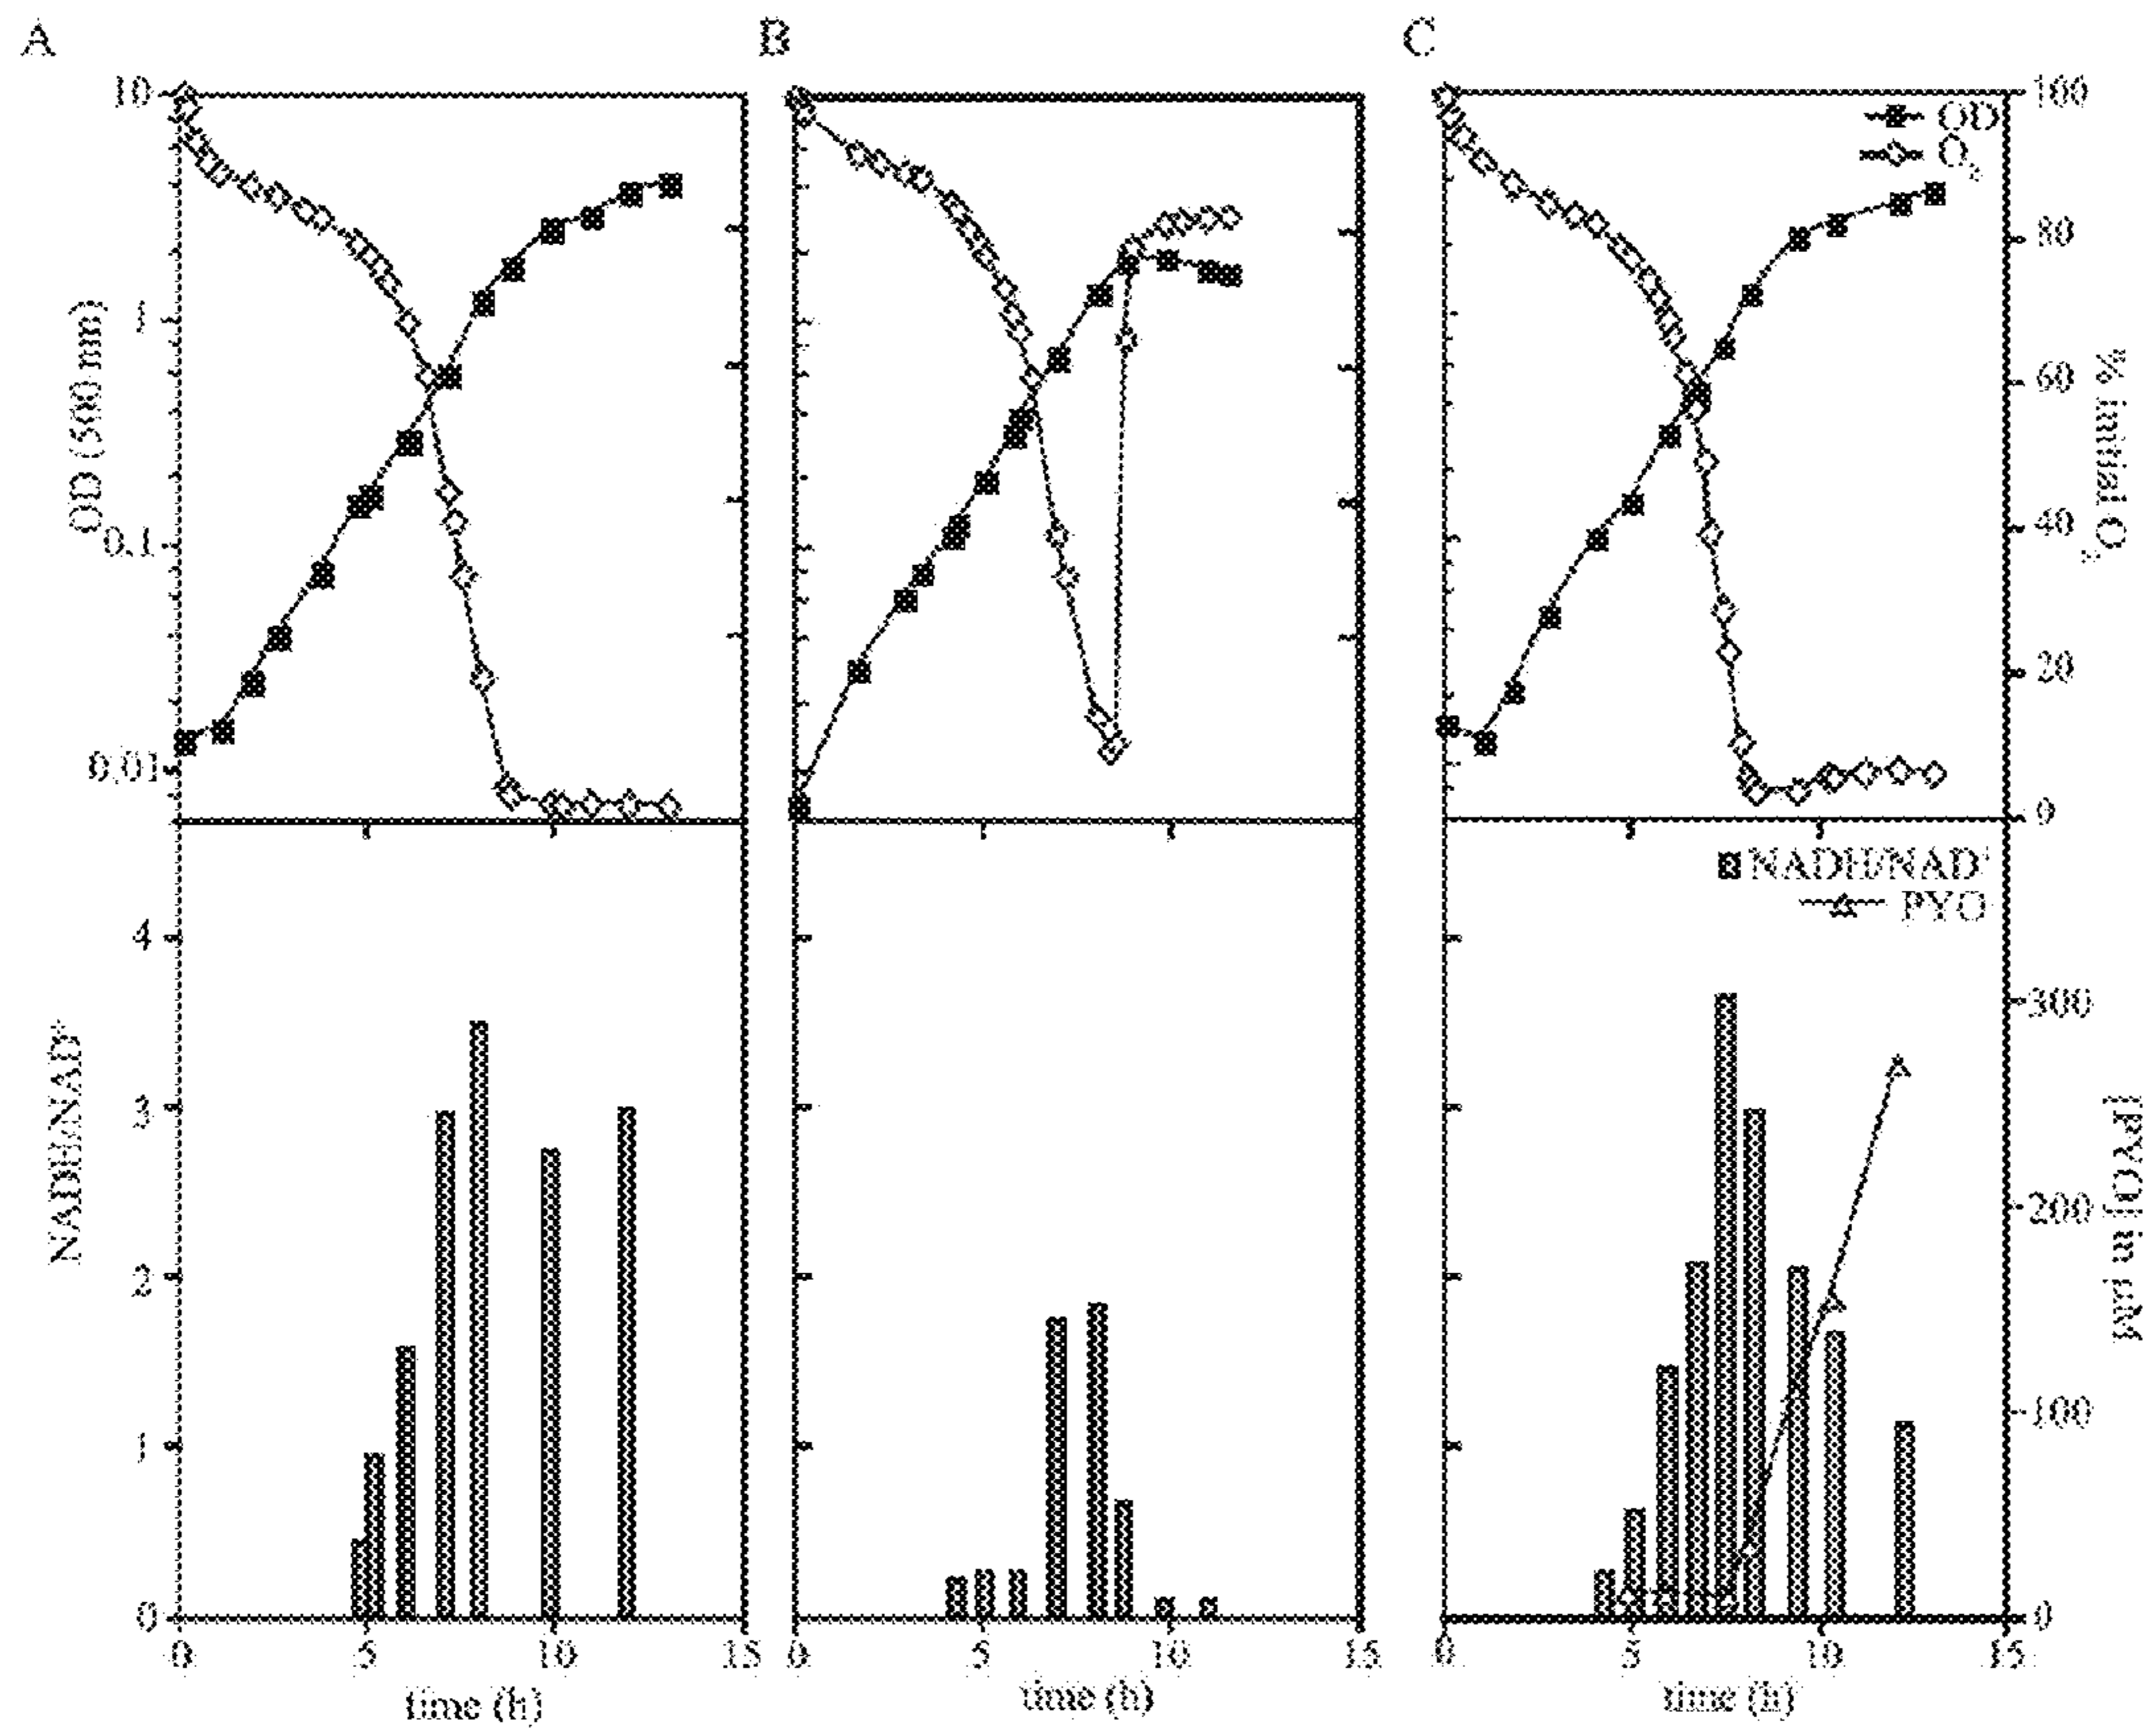 A
B
C
10
1
0.1
0.01
OD (500 nm)
100
80
60
40
20
0
% initial O₂
OD
O₂
NADH/NAD⁺
PYO
4
3
2
1
0
NADH/NAD⁺
300
200
100
0
[PYO] in µM
0 5 10 15
0 5 10 15
0 5 10 15
time (h)
time (h)
time (h)